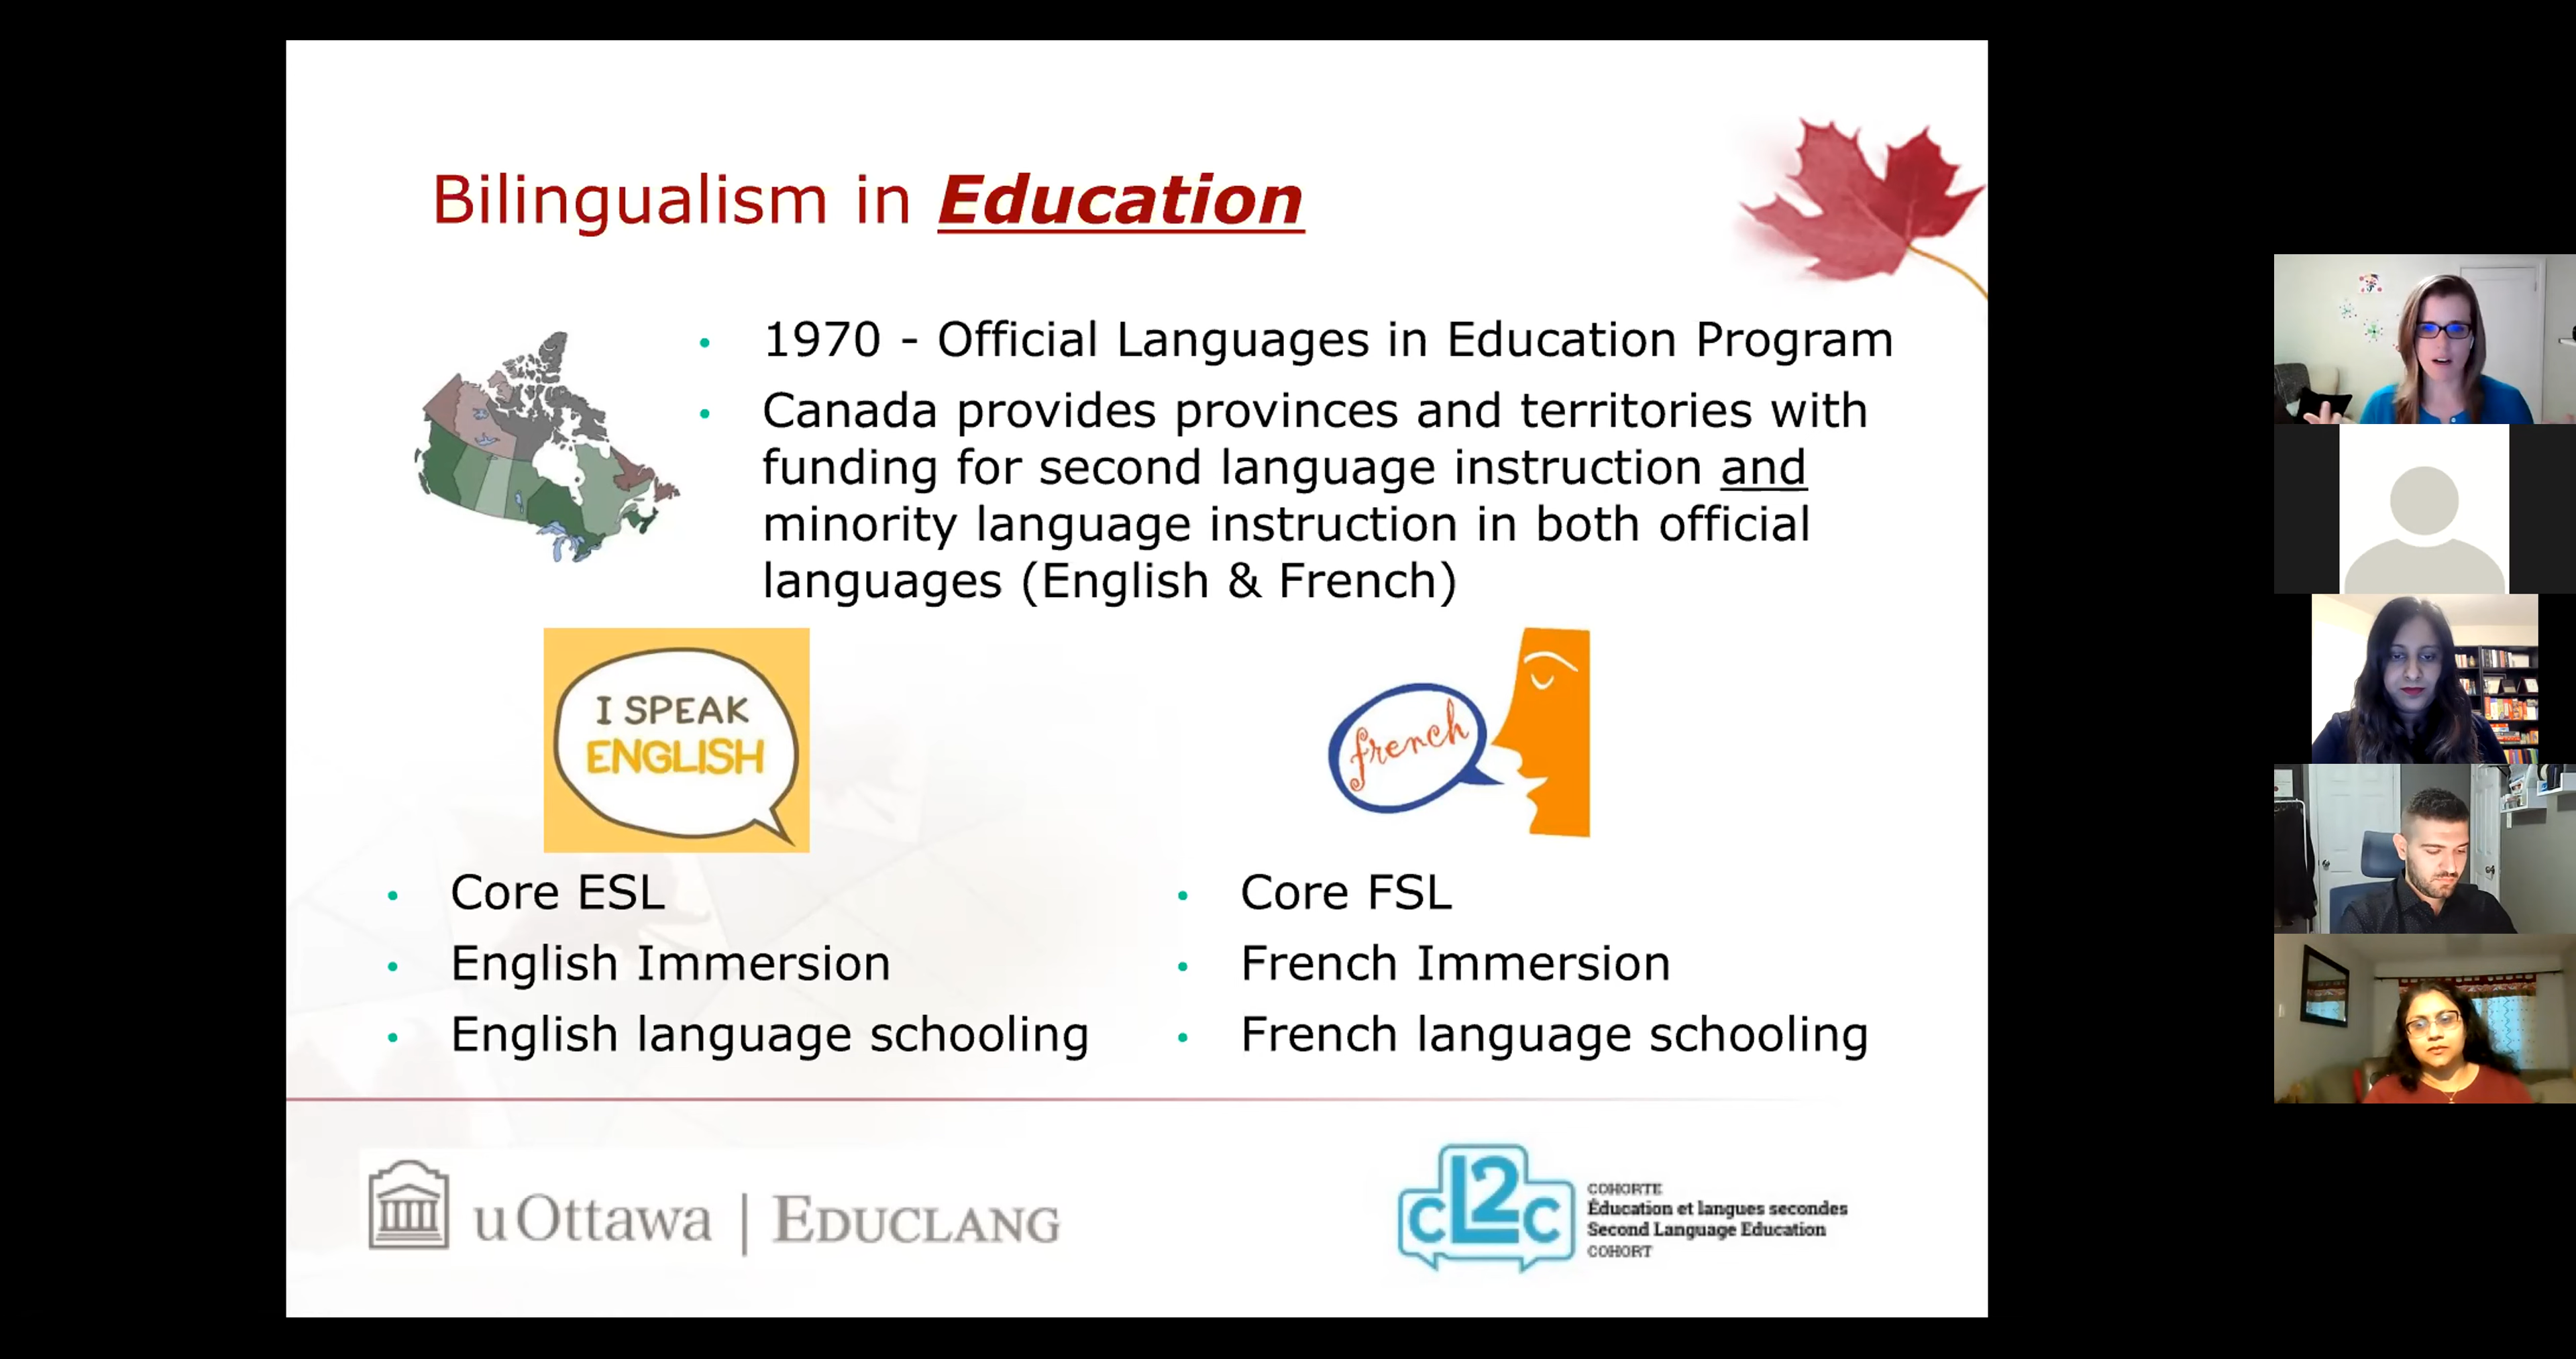 Bilingualism in Education
1970 - Official Languages in Education Program
Canada provides provinces and territories with
funding for second language instruction and
minority language instruction in both official
languages (English & French)
I SPEAK
ENGLISH
french
Core ESL
English Immersion
English language schooling
Core FSL
French Immersion
French language schooling
uOttawa | EDUCLANG
CL2C
COHORTE
Éducation et langues secondes
Second Language Education
COHORT